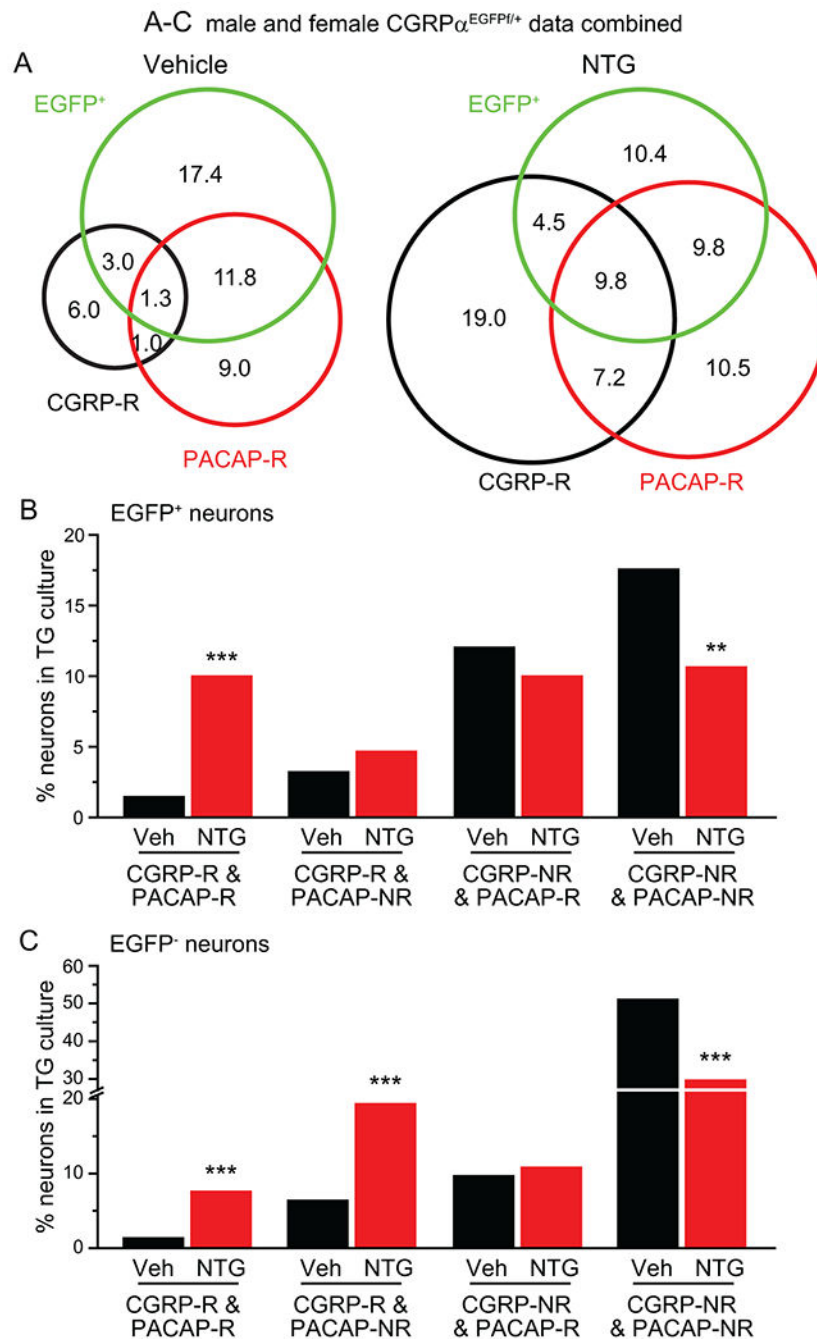 A-C male and female CGRPα^EGFPf/+ data combined
A Vehicle NTG
EGFP⁺ EGFP⁺
17.4 10.4
3.0 11.8 4.5 9.8
6.0 1.3 19.0 9.8
1.0 9.0 7.2 10.5
CGRP-R PACAP-R CGRP-R PACAP-R
B EGFP⁺ neurons
% neurons in TG culture
20
15
10
5
0
*** **
Veh NTG Veh NTG Veh NTG Veh NTG
CGRP-R & CGRP-R & CGRP-NR CGRP-NR
PACAP-R PACAP-NR & PACAP-R & PACAP-NR
C EGFP⁻ neurons
% neurons in TG culture
60
50
40
30
20
10
0
*** *** ***
Veh NTG Veh NTG Veh NTG Veh NTG
CGRP-R & CGRP-R & CGRP-NR CGRP-NR
PACAP-R PACAP-NR & PACAP-R & PACAP-NR